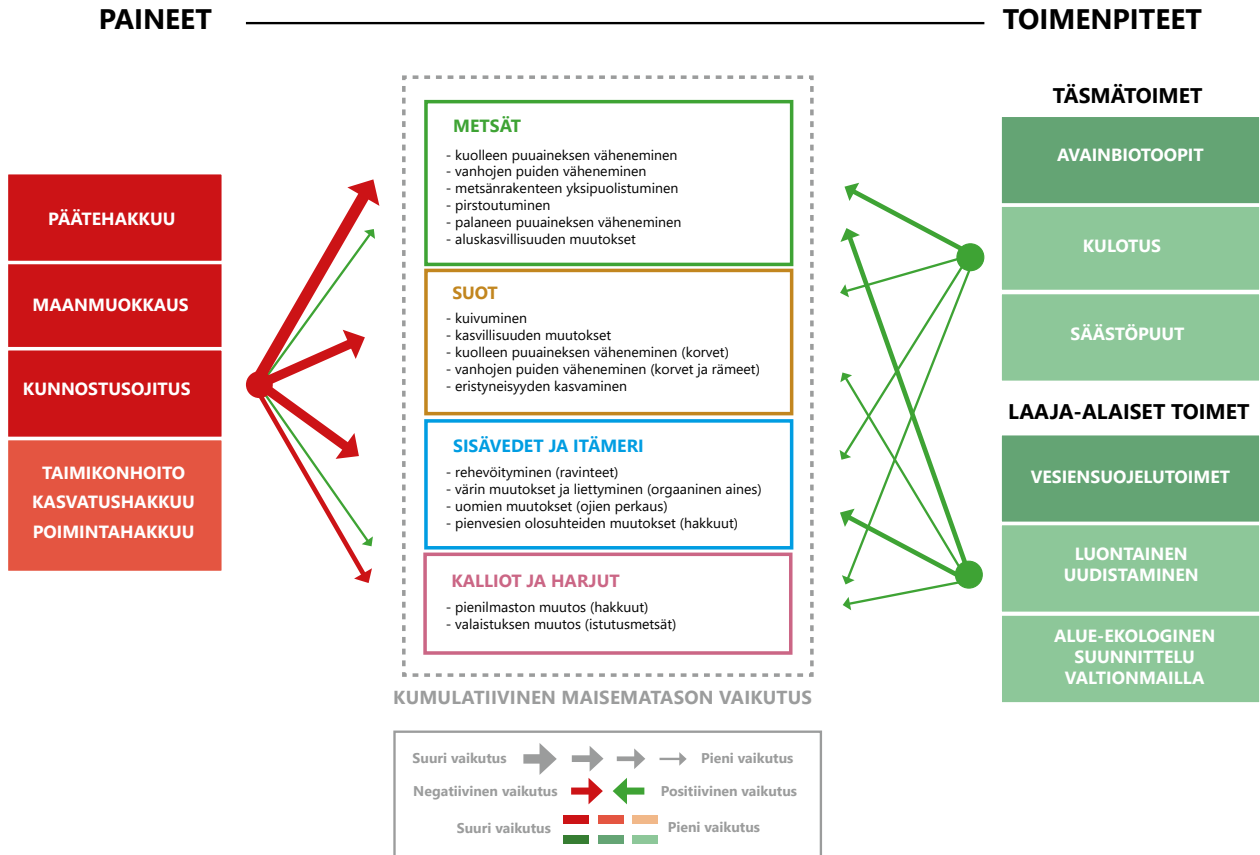 PAINEET
TOIMENPITEET
PÄÄTEHAKKUU
MAANMUOKKAUS
KUNNOSTUSOJITUS
TAIMIKONHOITO
KASVATUSHAKKUU
POIMINTAHAKKUU
METSÄT
- kuolleen puuaineksen väheneminen
- vanhojen puiden väheneminen
- metsänrakenteen yksipuolistuminen
- pirstoutuminen
- palaneen puuaineksen väheneminen
- aluskasvillisuuden muutokset
SUOT
- kuivuminen
- kasvillisuuden muutokset
- kuolleen puuaineksen väheneminen (korvet)
- vanhojen puiden väheneminen (korvet ja rämeet)
- eristyneisyyden kasvaminen
SISÄVEDET JA ITÄMERI
- rehevöityminen (ravinteet)
- värin muutokset ja liettyminen (orgaaninen aines)
- uomien muutokset (ojien perkaus)
- pienvesien olosuhteiden muutokset (hakkuut)
KALLIOT JA HARJUT
- pienilmaston muutos (hakkuut)
- valaistuksen muutos (istutusmetsät)
KUMULATIIVINEN MAISEMATASON VAIKUTUS
TÄSMÄTOIMET
AVAINBIOTOOPIT
KULOTUS
SÄÄSTÖPUUT
LAAJA-ALAISET TOIMET
VESIENSUOJELUTOIMET
LUONTAINEN
UUDISTAMINEN
ALUE-EKOLOGINEN
SUUNNITTELU
VALTIONMAILLA
Suuri vaikutus Pieni vaikutus
Negatiivinen vaikutus Positiivinen vaikutus
Suuri vaikutus Pieni vaikutus